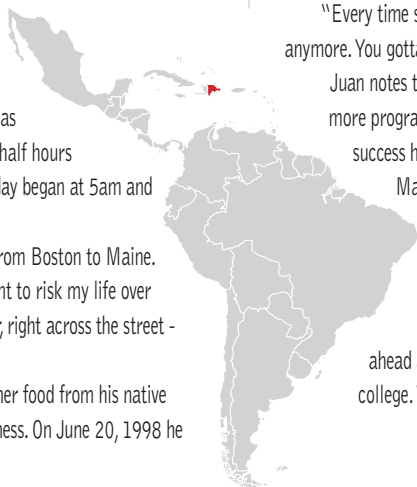 as
half hours
day began at 5am and
from Boston to Maine.
nt to risk my life over
, right across the street -
her food from his native
ness. On June 20, 1998 he
"Every time s
anymore. You gotta
Juan notes t
more progra
success h
Ma
ahead
college.